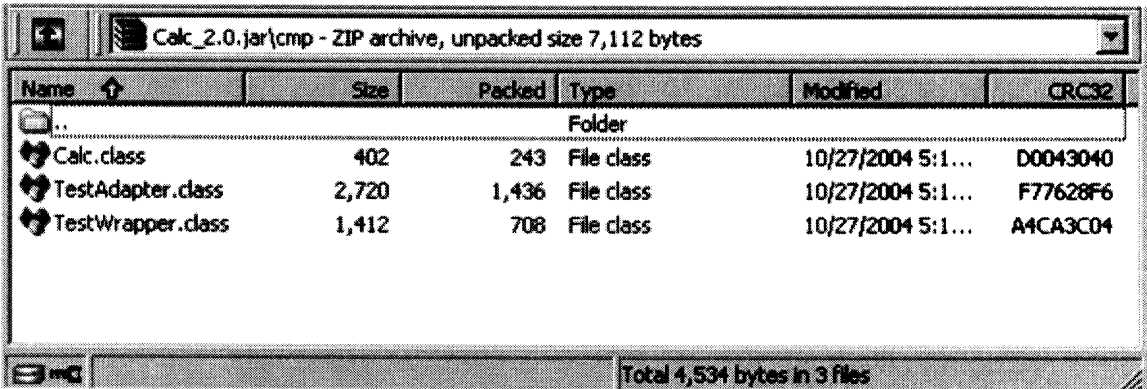 Calc_2.0.jar\cmp - ZIP archive, unpacked size 7,112 bytes
Name Size Packed Type Modified CRC32
.. Folder
Calc.class 402 243 File class 10/27/2004 5:1... D0043040
TestAdapter.class 2,720 1,436 File class 10/27/2004 5:1... F77628F6
TestWrapper.class 1,412 708 File class 10/27/2004 5:1... A4CA3C04
Total 4,534 bytes in 3 files